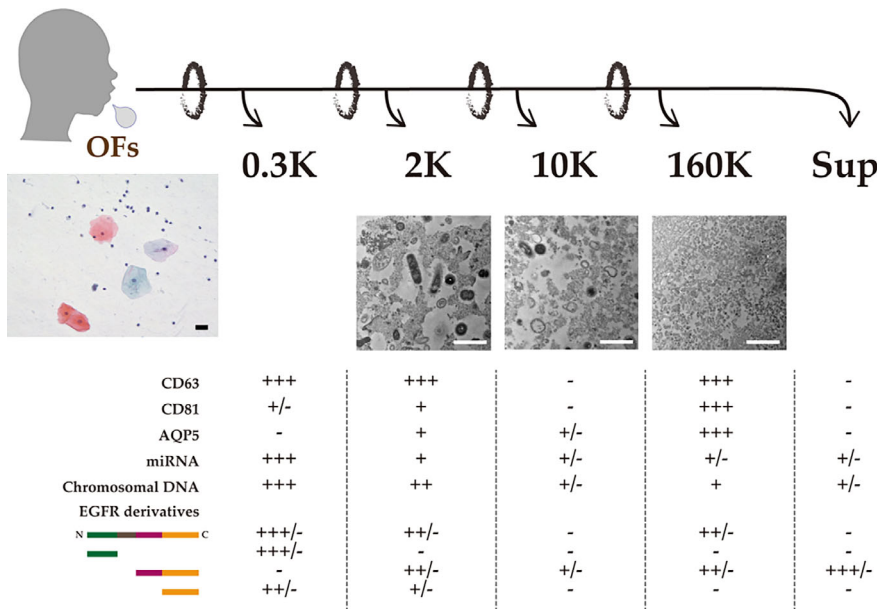 OFs
0.3K 2K 10K 160K Sup
CD63 +++ +++ - +++ -
CD81 +/- + - +++ -
AQP5 - + +/- +++ -
miRNA +++ + +/- +/- +/-
Chromosomal DNA +++ ++ +/- + +/-
EGFR derivatives
N C +++/- ++/- - ++/- -
+++/- - - - -
- ++/- +/- ++/- +++/-
++/- +/- - - -